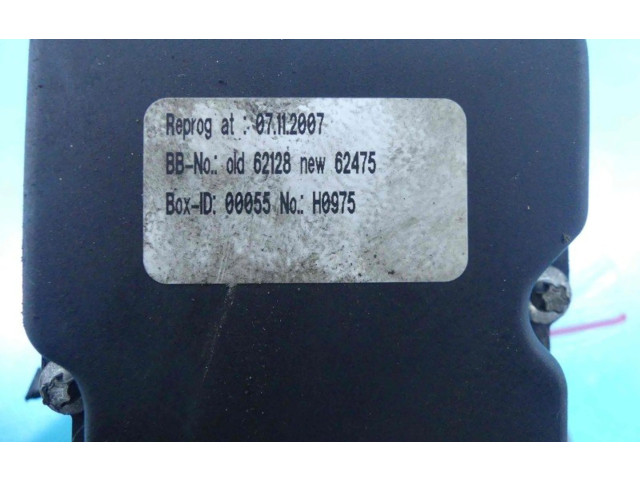 Reprog at : 07.11.2007
BB-No.: old 62128 new 62475
Box-ID: 00055 No.: H0975